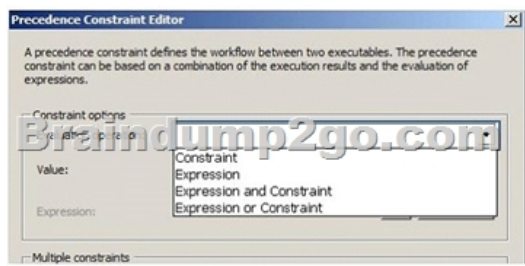 Precedence Constraint Editor
A precedence constraint defines the workflow between two executables. The precedence
constraint can be based on a combination of the execution results and the evaluation of
expressions.
Constraint options
Braindump2go.com
Constraint
Value:
Expression
Expression and Constraint
Expression:
Expression or Constraint
Multiple constraints